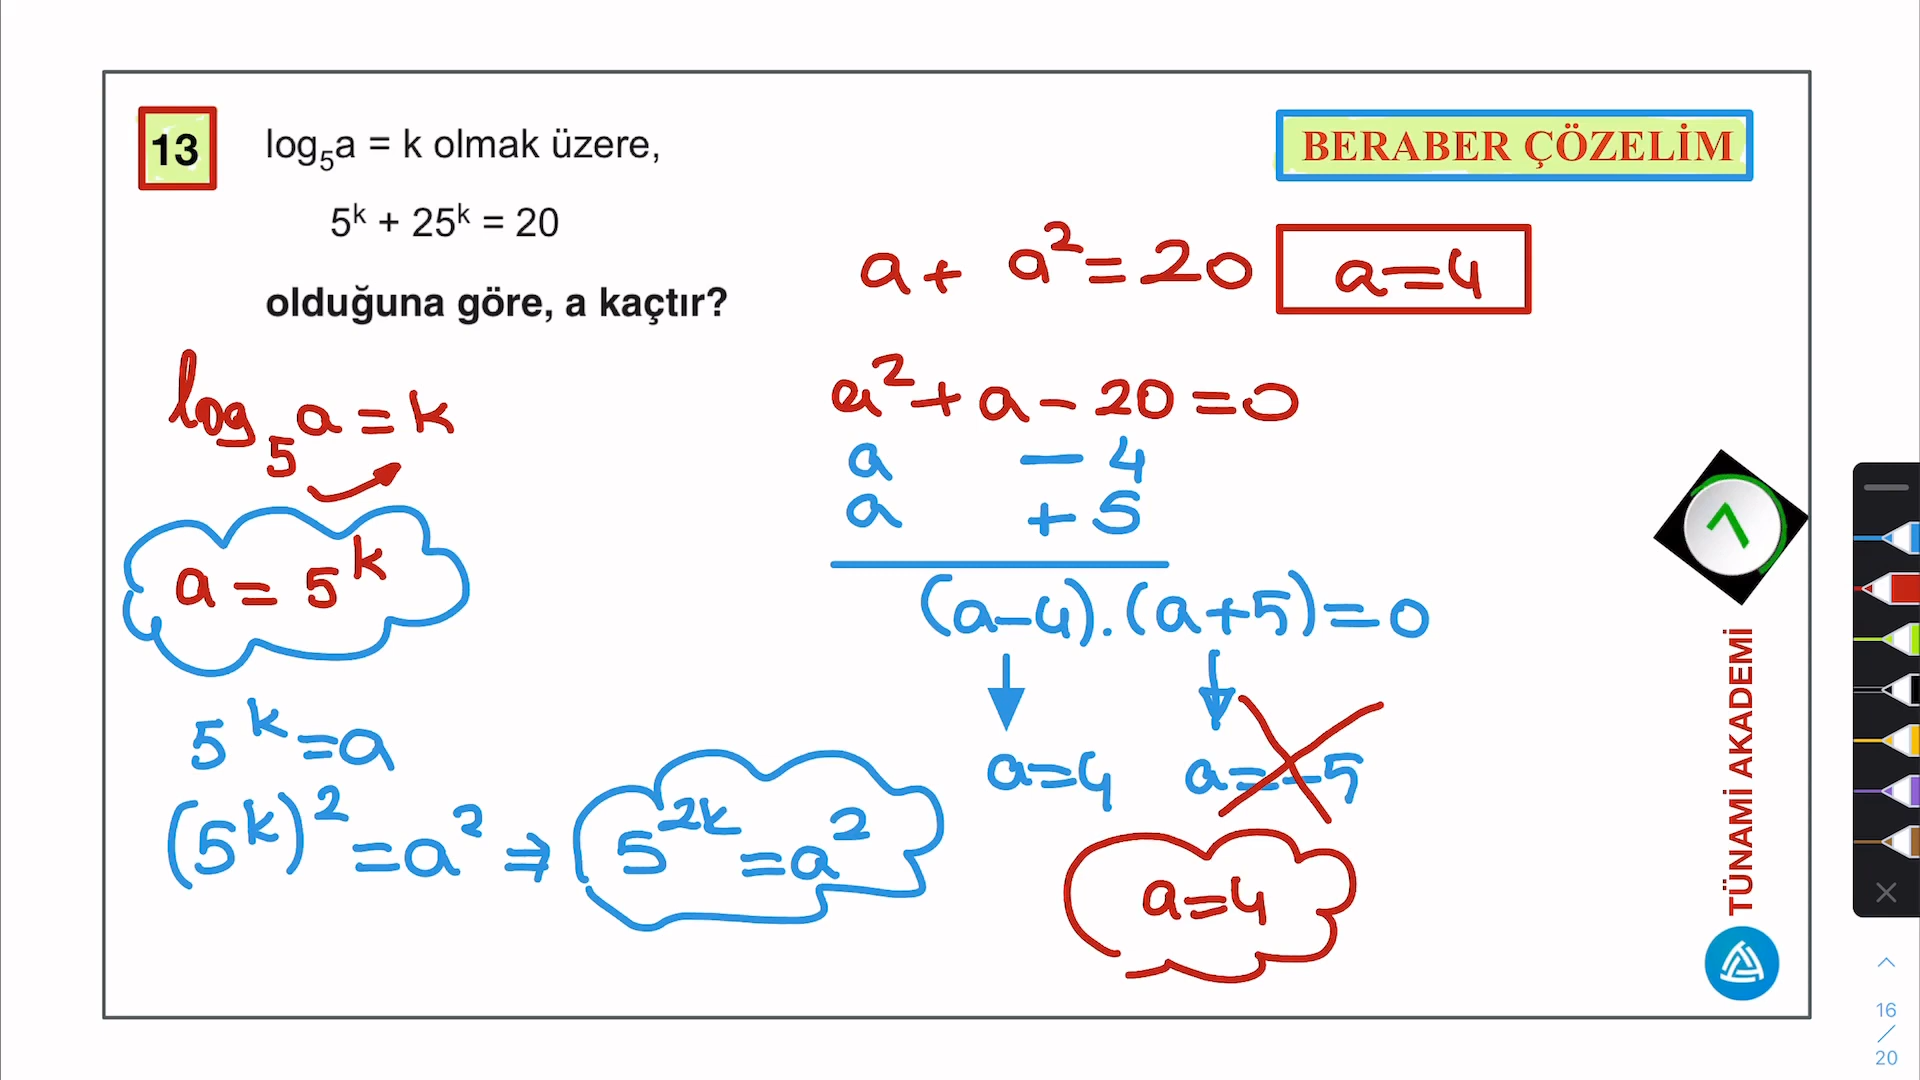 13
log₅a = k olmak üzere,
5ᵏ + 25ᵏ = 20
olduğuna göre, a kaçtır?
BERABER ÇÖZELİM
a + a² = 20
a = 4
log₅a = k
a = 5ᵏ
5ᵏ = a
(5ᵏ)² = a² ⇒ 5²ᵏ = a²
a² + a − 20 = 0
a − 4
a + 5
(a−4).(a+5) = 0
a=4 a=−5
a=4
TÜNAMİ AKADEMİ
16
/
20